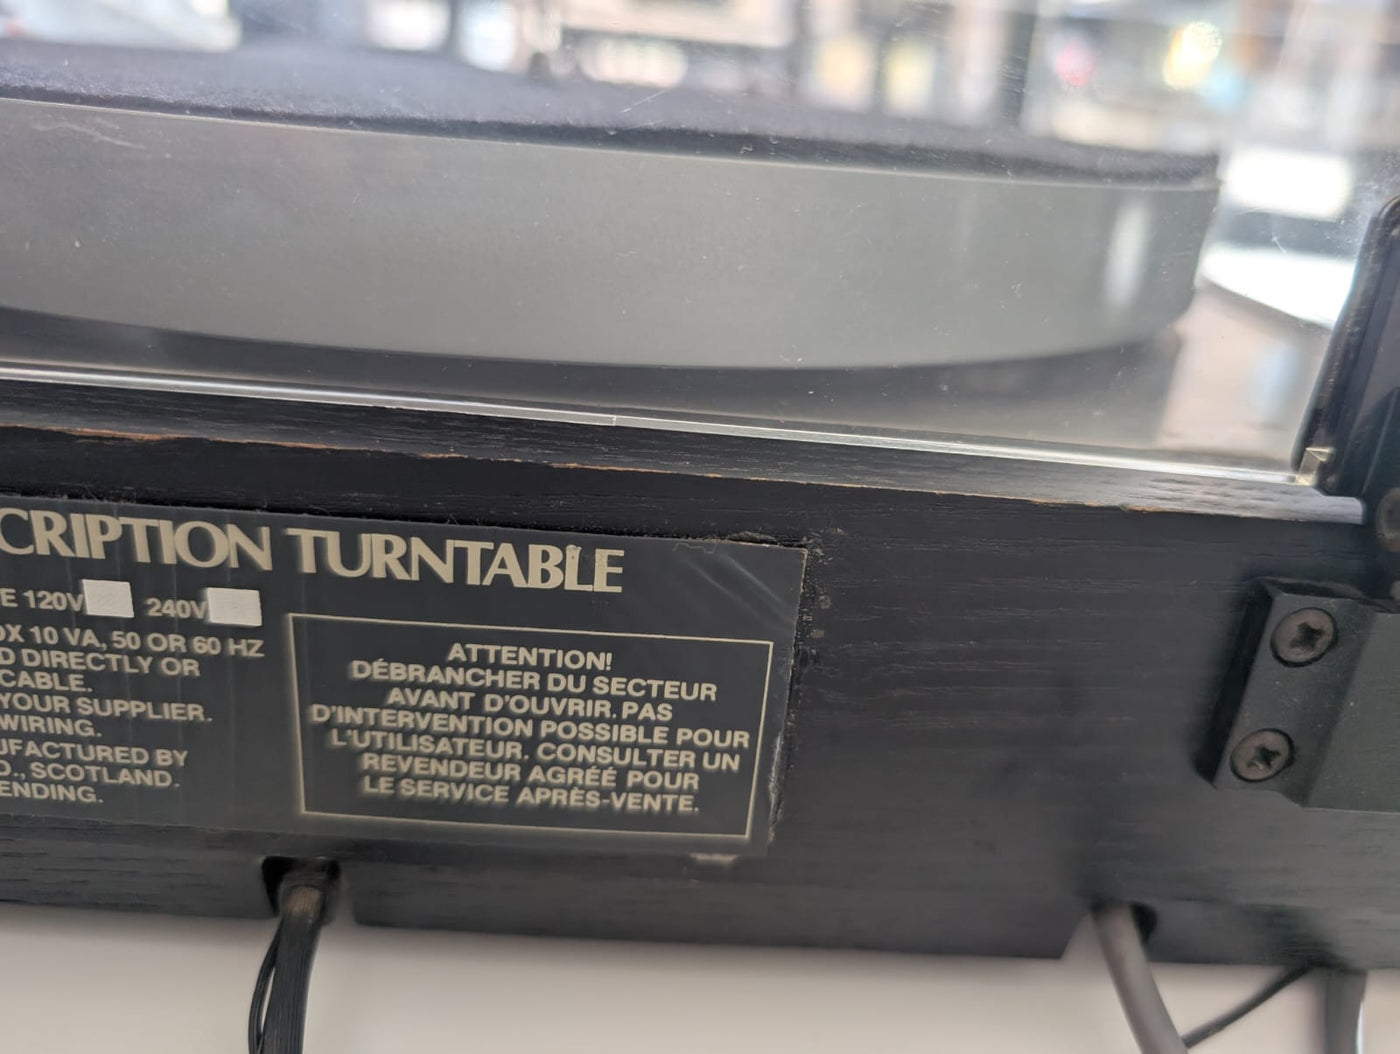 CRIPTION TURNTABLE
E 120V 240V
OX 10 VA, 50 OR 60 HZ
D DIRECTLY OR
CABLE.
YOUR SUPPLIER.
WIRING.
UFACTURED BY
D., SCOTLAND.
ENDING.
ATTENTION!
DÉBRANCHER DU SECTEUR
AVANT D'OUVRIR. PAS
D'INTERVENTION POSSIBLE POUR
L'UTILISATEUR. CONSULTER UN
REVENDEUR AGRÉÉ POUR
LE SERVICE APRÈS-VENTE.